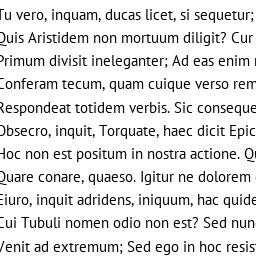 Tu vero, inquam, ducas licet, si sequetur;
Quis Aristidem non mortuum diligit? Cur
Primum divisit ineleganter; Ad eas enim
Conferam tecum, quam cuique verso rem
Respondeat totidem verbis. Sic conseque
Obsecro, inquit, Torquate, haec dicit Epic
Hoc non est positum in nostra actione. Qu
Quare conare, quaeso. Igitur ne dolorem
Eiuro, inquit adridens, iniquum, hac quide
Cui Tubuli nomen odio non est? Sed nun
Venit ad extremum; Sed ego in hoc resis